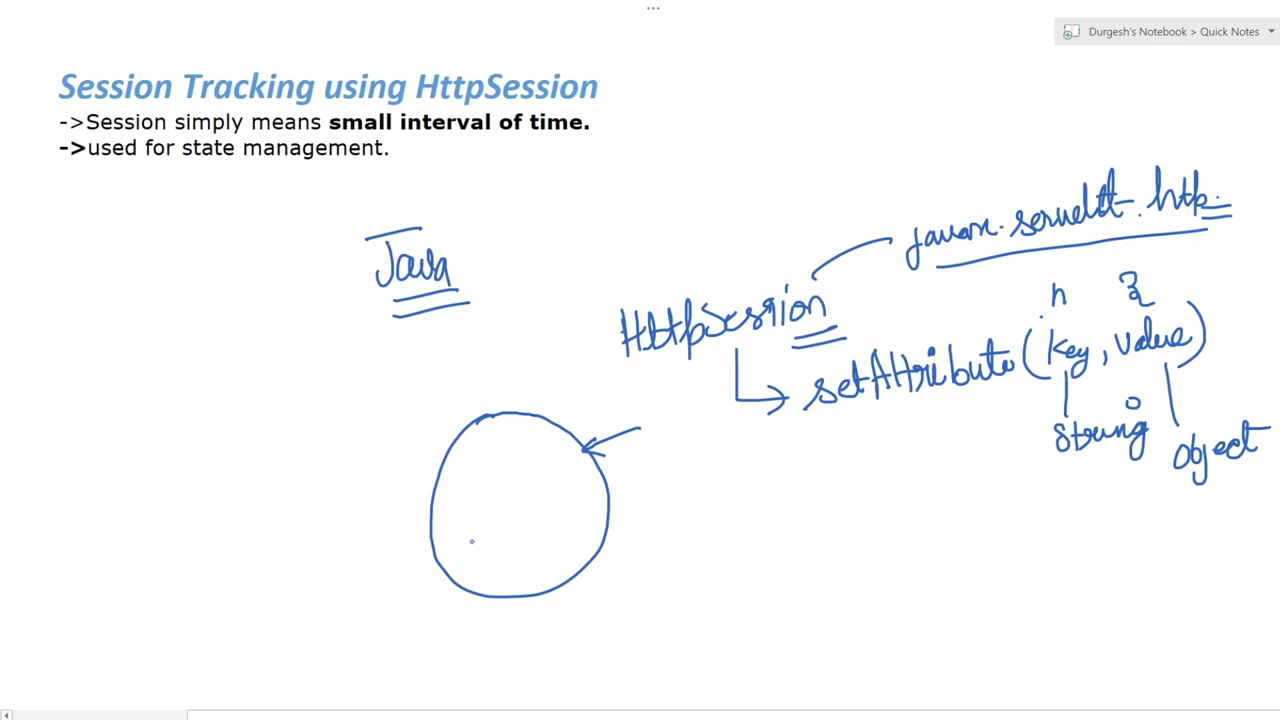 Durgesh's Notebook > Quick Notes
Session Tracking using HttpSession
->Session simply means small interval of time.
->used for state management.
javax.servlet.http.
Java
HttpSession
setAttribute(key, value)
string
object